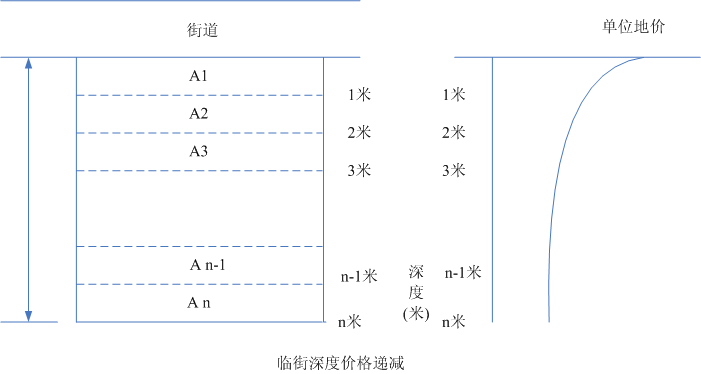 街道
单位地价
A1
1米
1米
A2
2米
2米
A3
3米
3米
A n-1
n-1米
深
度
(米)
n-1米
A n
n米
n米
临街深度价格递减